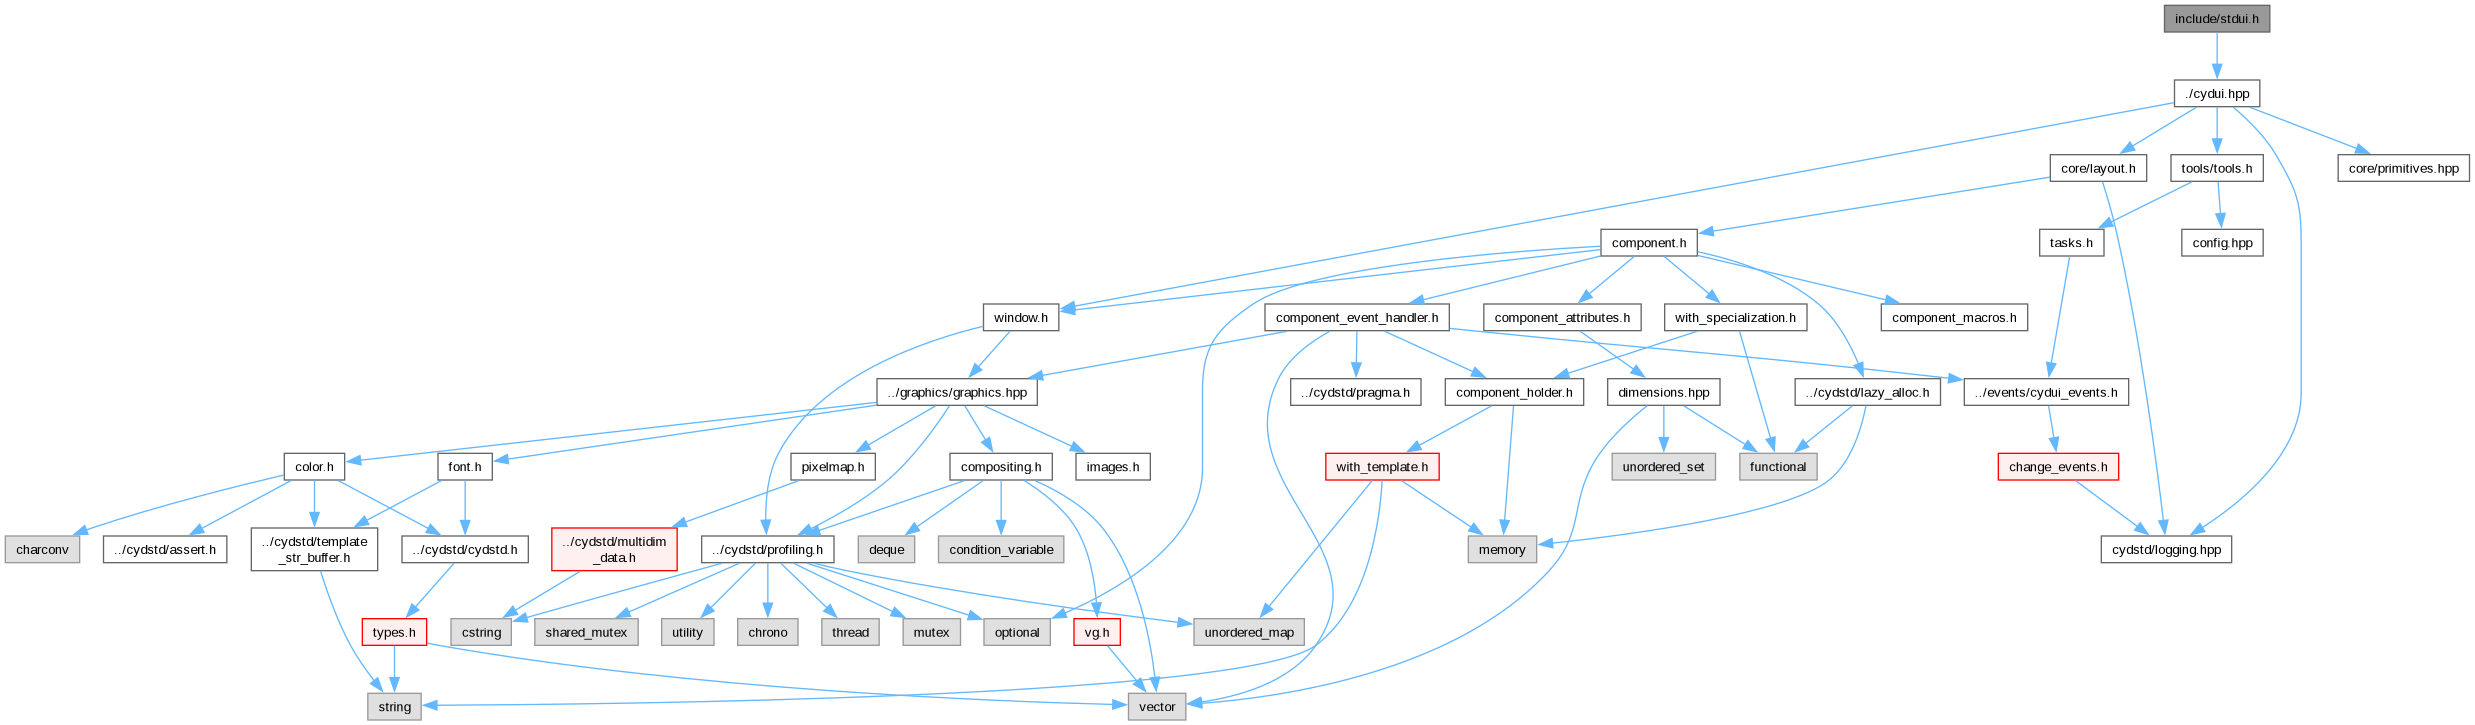 include/stdui.h
./cydui.hpp
core/layout.h
tools/tools.h
core/primitives.hpp
component.h
tasks.h
config.hpp
window.h
component_event_handler.h
component_attributes.h
with_specialization.h
component_macros.h
../graphics/graphics.hpp
../cydstd/pragma.h
component_holder.h
dimensions.hpp
../cydstd/lazy_alloc.h
../events/cydui_events.h
color.h
font.h
pixelmap.h
compositing.h
images.h
with_template.h
unordered_set
functional
change_events.h
charconv
../cydstd/assert.h
../cydstd/template
_str_buffer.h
../cydstd/cydstd.h
../cydstd/multidim
_data.h
../cydstd/profiling.h
deque
condition_variable
memory
cydstd/logging.hpp
types.h
cstring
shared_mutex
utility
chrono
thread
mutex
optional
vg.h
unordered_map
string
vector